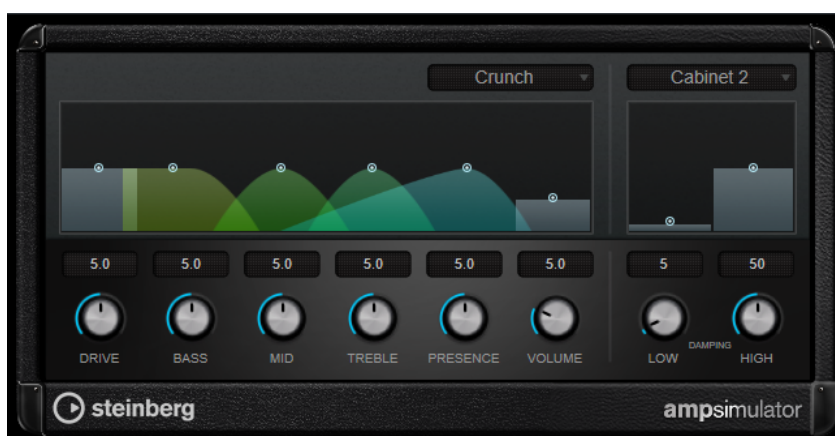 Crunch
Cabinet 2
5.0 5.0 5.0 5.0 5.0 5.0 5 50
DRIVE BASS MID TREBLE PRESENCE VOLUME LOW DAMPING HIGH
steinberg
ampsimulator